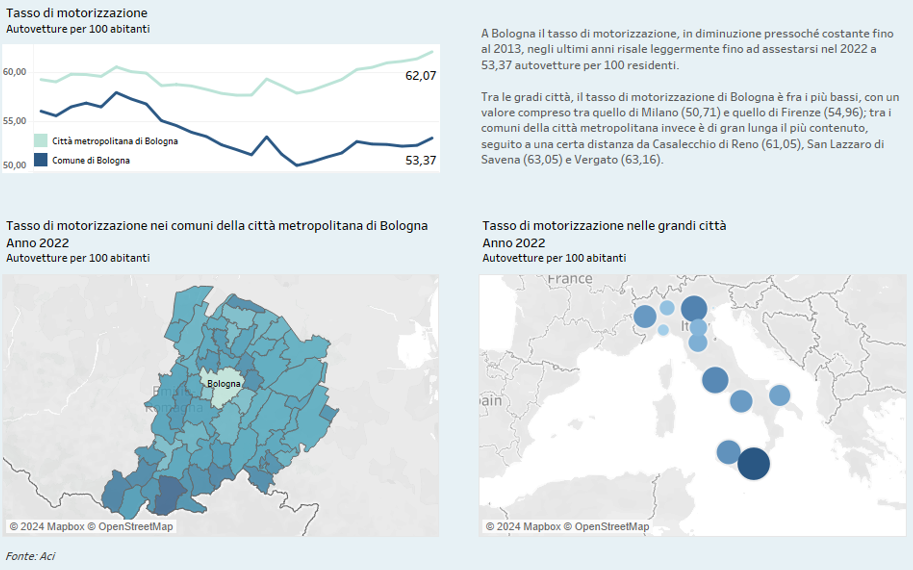 Tasso di motorizzazione
Autovetture per 100 abitanti
60,00
55,00
50,00
62,07
53,37
Città metropolitana di Bologna
Comune di Bologna
A Bologna il tasso di motorizzazione, in diminuzione pressoché costante fino
al 2013, negli ultimi anni risale leggermente fino ad assestarsi nel 2022 a
53,37 autovetture per 100 residenti.
Tra le gradi città, il tasso di motorizzazione di Bologna è fra i più bassi, con un
valore compreso tra quello di Milano (50,71) e quello di Firenze (54,96); tra i
comuni della città metropolitana invece è di gran lunga il più contenuto,
seguito a una certa distanza da Casalecchio di Reno (61,05), San Lazzaro di
Savena (63,05) e Vergato (63,16).
Tasso di motorizzazione nei comuni della città metropolitana di Bologna
Anno 2022
Autovetture per 100 abitanti
Bologna
© 2024 Mapbox © OpenStreetMap
Tasso di motorizzazione nelle grandi città
Anno 2022
Autovetture per 100 abitanti
France
© 2024 Mapbox © OpenStreetMap
Fonte: Aci